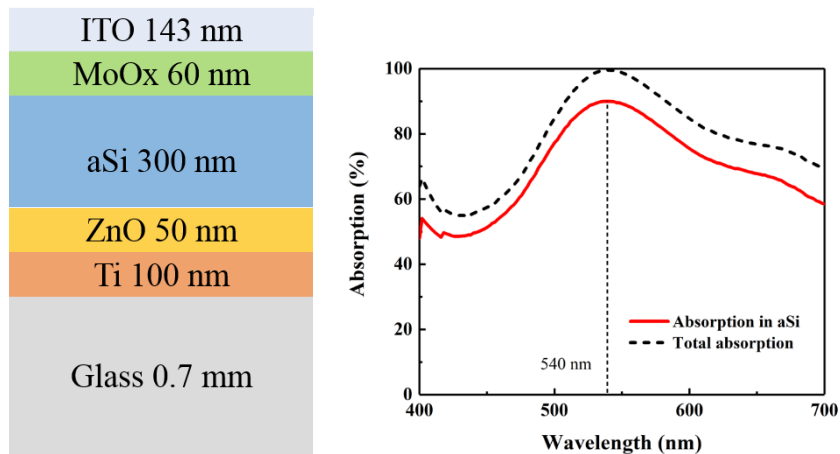 ITO 143 nm
MoOx 60 nm
aSi 300 nm
ZnO 50 nm
Ti 100 nm
Glass 0.7 mm
Absorption (%)
100
80
60
40
20
0
540 nm
Absorption in aSi
Total absorption
400
500
600
700
Wavelength (nm)